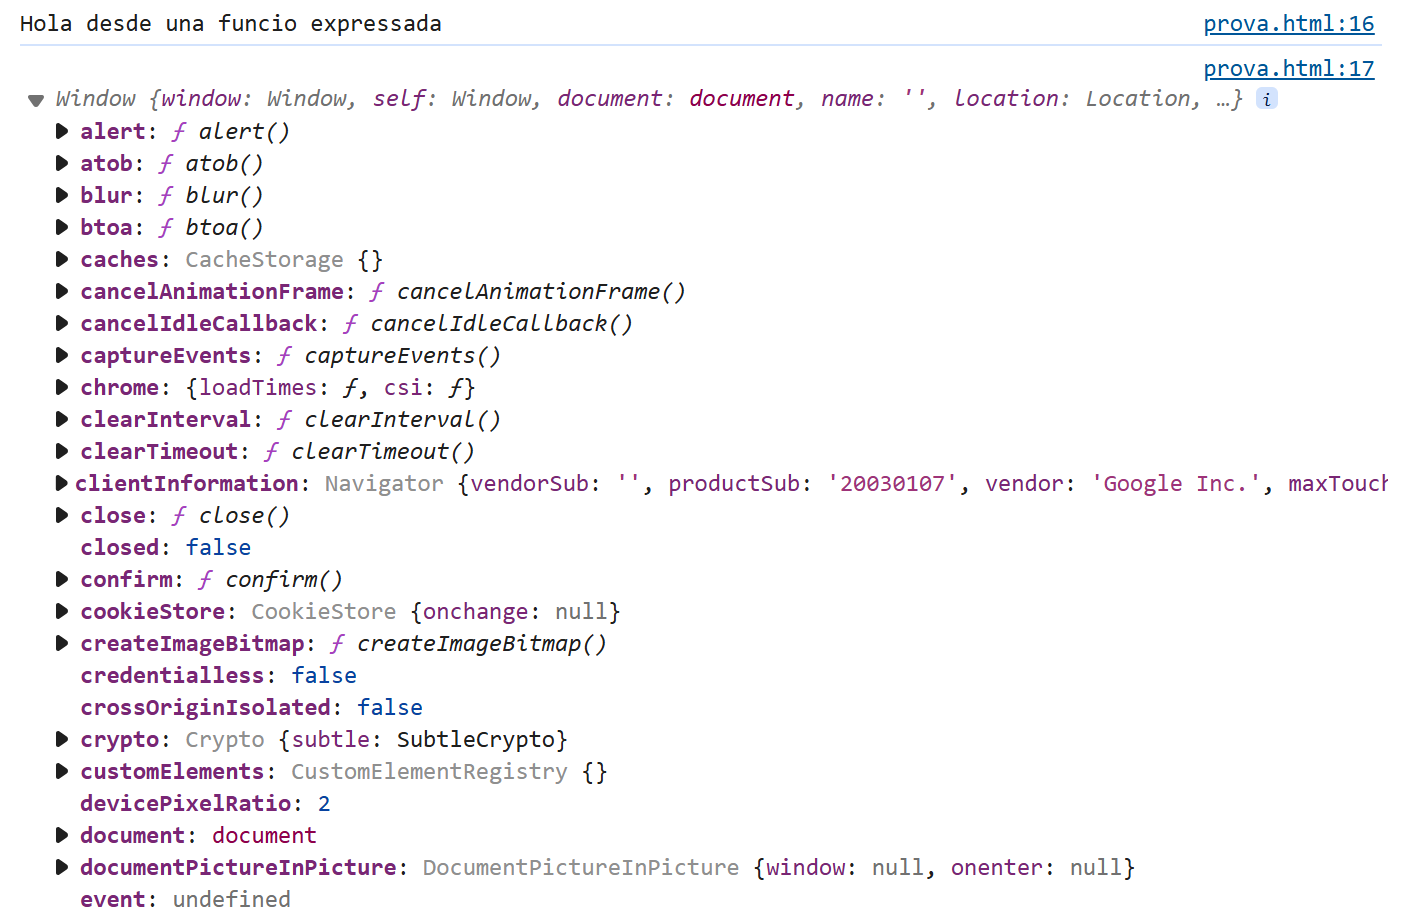 Hola desde una funcio expressada prova.html:16
prova.html:17
Window {window: Window, self: Window, document: document, name: '', location: Location, …} i
alert: ƒ alert()
atob: ƒ atob()
blur: ƒ blur()
btoa: ƒ btoa()
caches: CacheStorage {}
cancelAnimationFrame: ƒ cancelAnimationFrame()
cancelIdleCallback: ƒ cancelIdleCallback()
captureEvents: ƒ captureEvents()
chrome: {loadTimes: ƒ, csi: ƒ}
clearInterval: ƒ clearInterval()
clearTimeout: ƒ clearTimeout()
clientInformation: Navigator {vendorSub: '', productSub: '20030107', vendor: 'Google Inc.', maxTouch
close: ƒ close()
closed: false
confirm: ƒ confirm()
cookieStore: CookieStore {onchange: null}
createImageBitmap: ƒ createImageBitmap()
credentialless: false
crossOriginIsolated: false
crypto: Crypto {subtle: SubtleCrypto}
customElements: CustomElementRegistry {}
devicePixelRatio: 2
document: document
documentPictureInPicture: DocumentPictureInPicture {window: null, onenter: null}
event: undefined